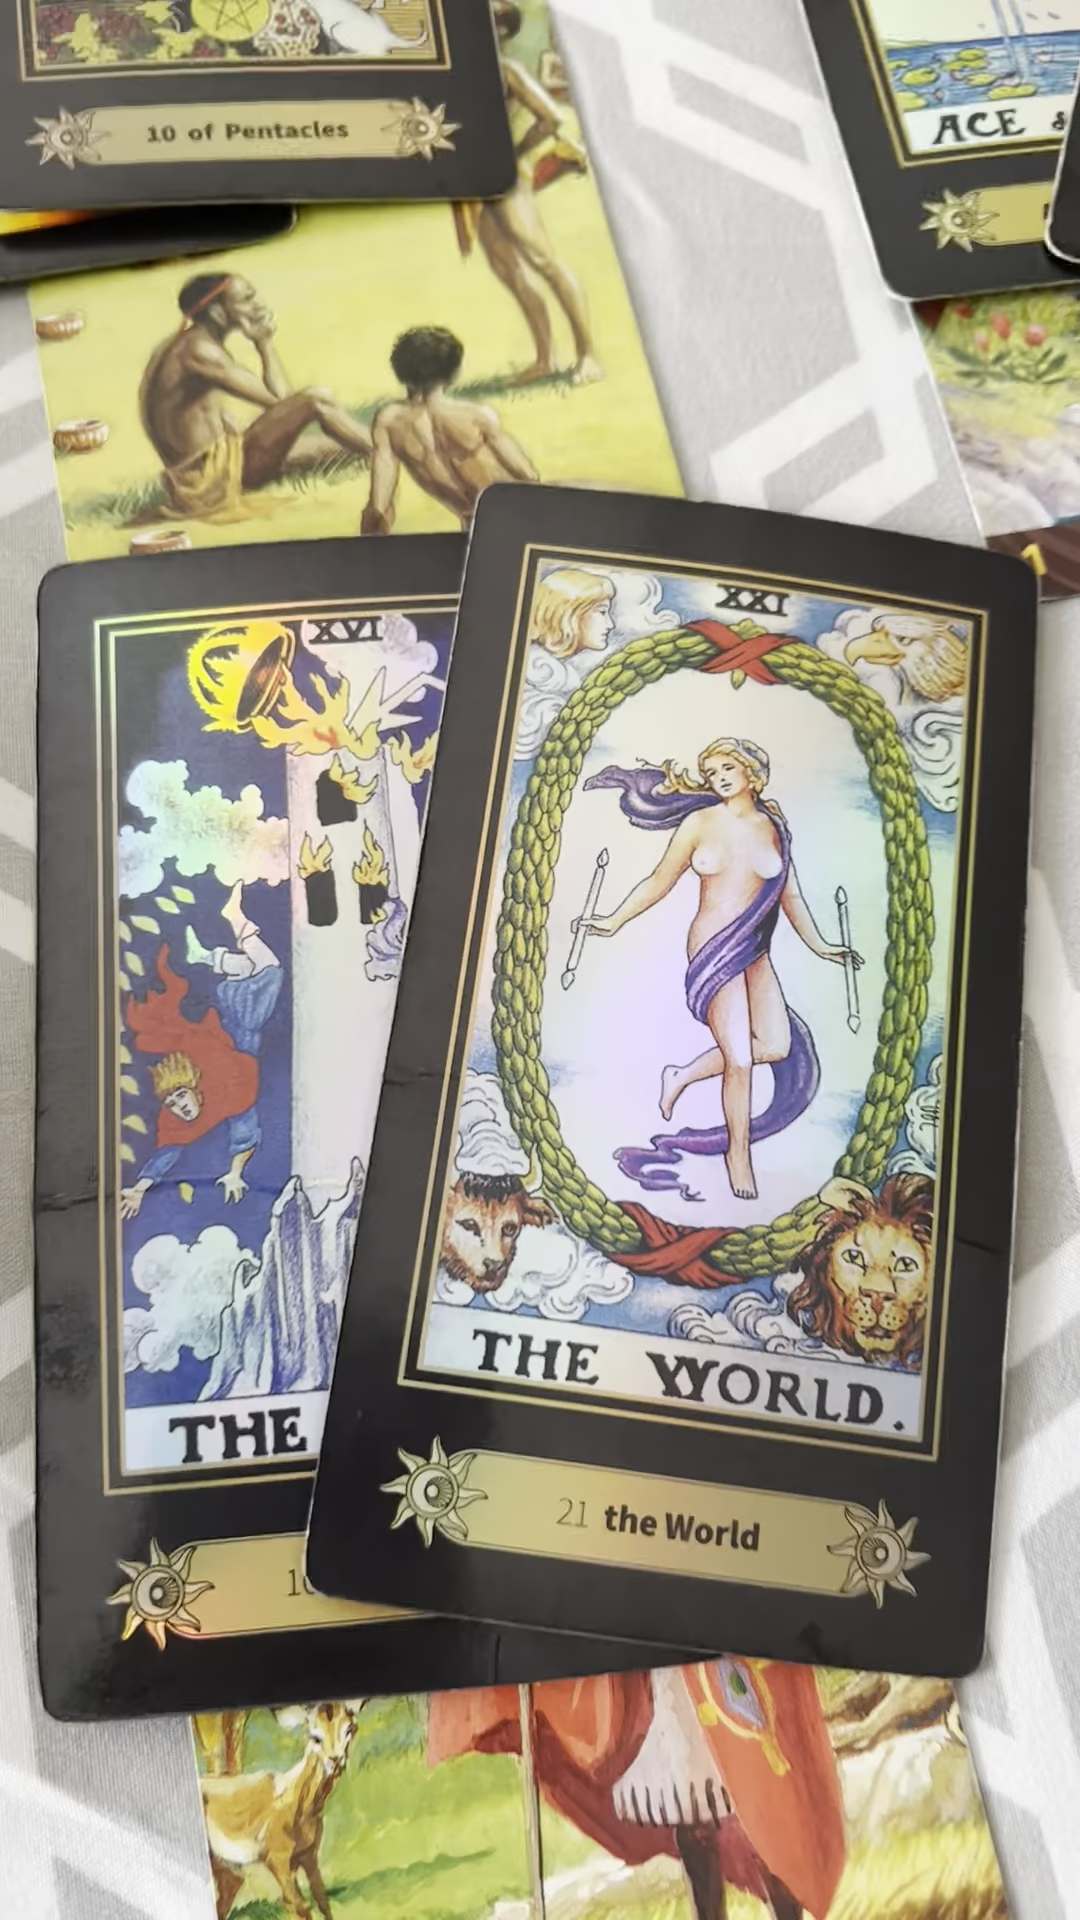 10 of Pentacles
ACE
XVI
XXI
THE
THE WORLD.
21 the World